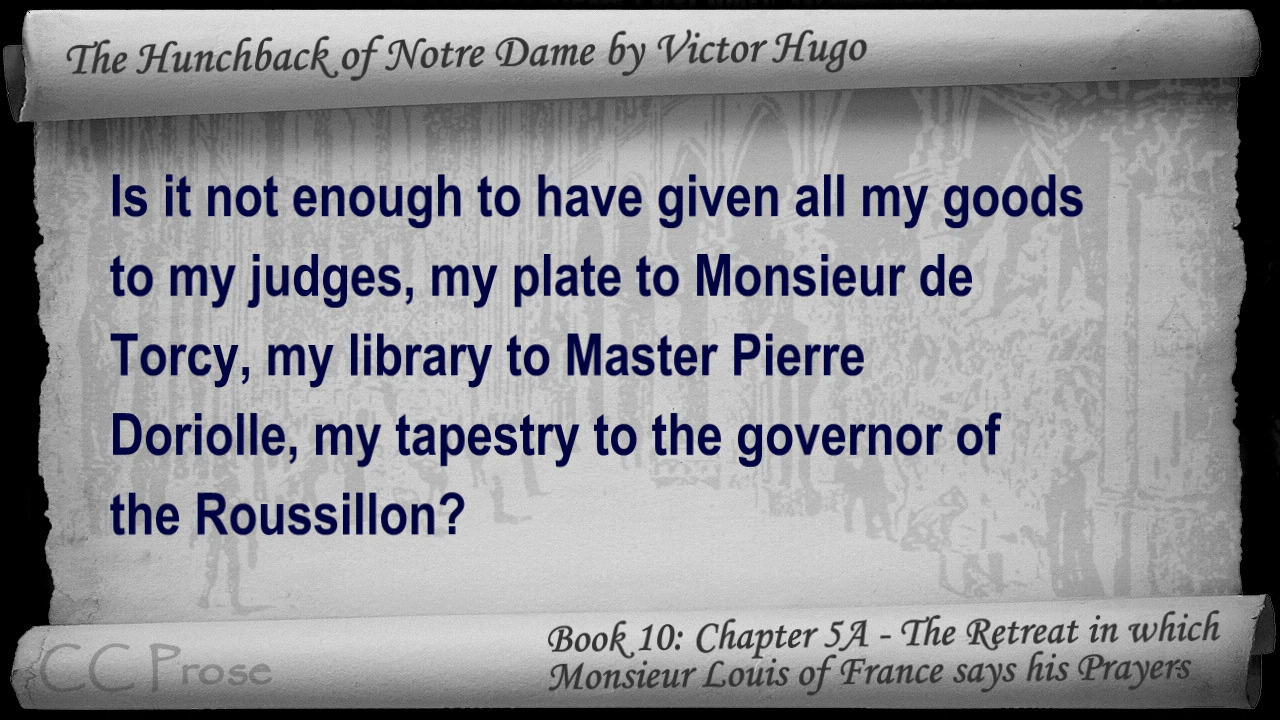 The Hunchback of Notre Dame by Victor Hugo
Is it not enough to have given all my goods
to my judges, my plate to Monsieur de
Torcy, my library to Master Pierre
Doriolle, my tapestry to the governor of
the Roussillon?
CC Prose
Book 10: Chapter 5A - The Retreat in which
Monsieur Louis of France says his Prayers